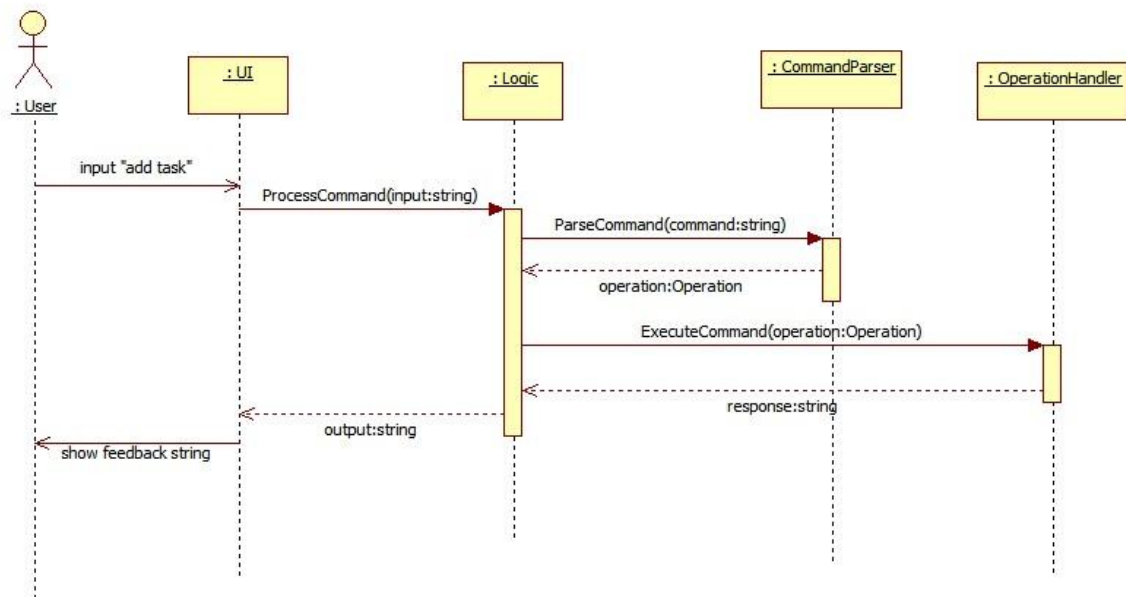 : User
: UI
: Logic
: CommandParser
: OperationHandler
input "add task"
ProcessCommand(input:string)
ParseCommand(command:string)
operation:Operation
ExecuteCommand(operation:Operation)
response:string
output:string
show feedback string